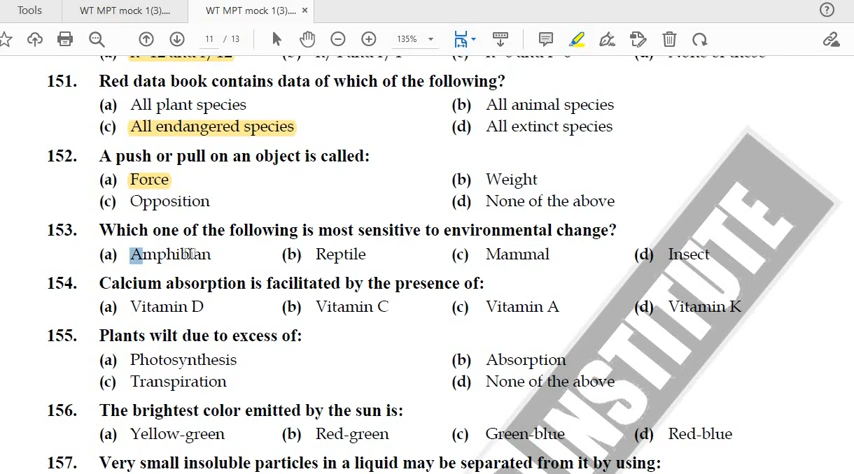 Tools WT MPT mock 1(3).... WT MPT mock 1(3).... ×
11 / 13 135%
151. Red data book contains data of which of the following?
(a) All plant species (b) All animal species
(c) All endangered species (d) All extinct species
152. A push or pull on an object is called:
(a) Force (b) Weight
(c) Opposition (d) None of the above
153. Which one of the following is most sensitive to environmental change?
(a) Amphibian (b) Reptile (c) Mammal (d) Insect
154. Calcium absorption is facilitated by the presence of:
(a) Vitamin D (b) Vitamin C (c) Vitamin A (d) Vitamin K
155. Plants wilt due to excess of:
(a) Photosynthesis (b) Absorption
(c) Transpiration (d) None of the above
156. The brightest color emitted by the sun is:
(a) Yellow-green (b) Red-green (c) Green-blue (d) Red-blue
157. Very small insoluble particles in a liquid may be separated from it by using:
INSTITUTE